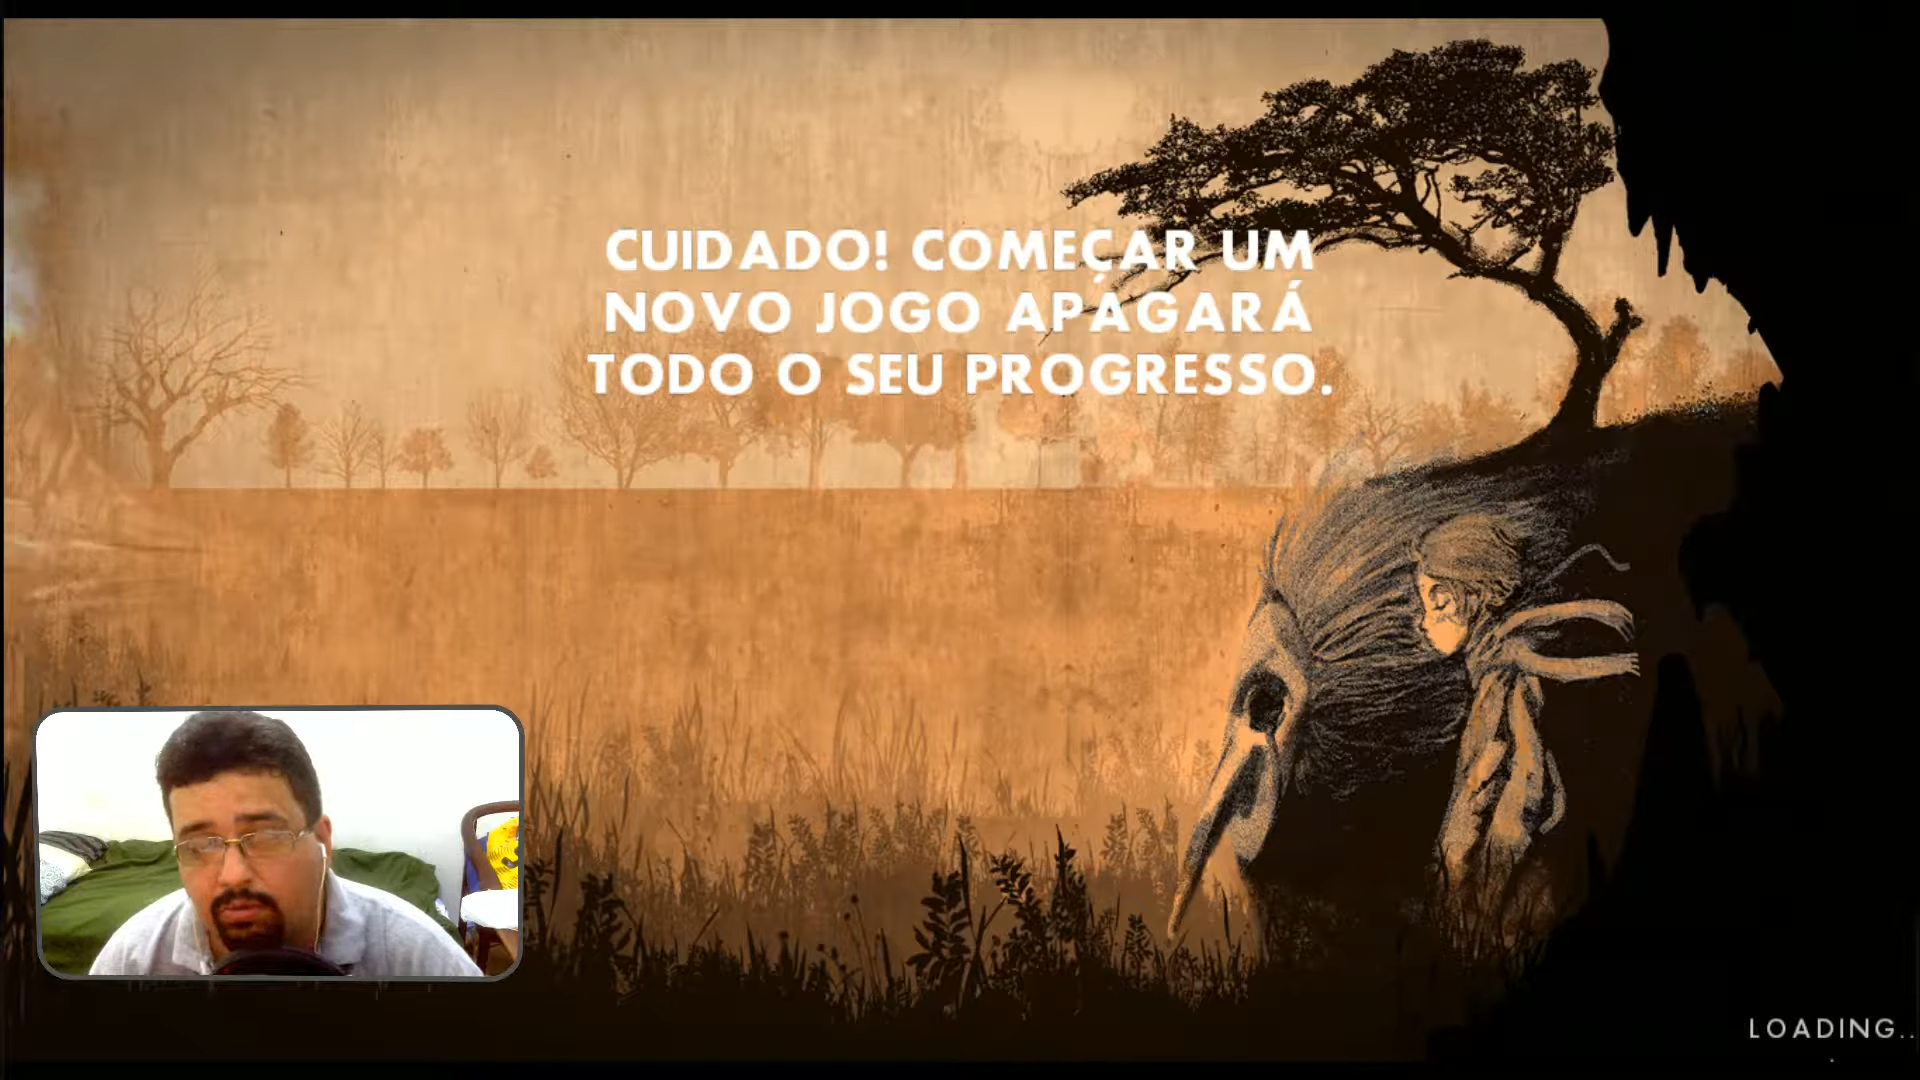 CUIDADO! COMEÇAR UM
NOVO JOGO APAGARÁ
TODO O SEU PROGRESSO.
LOADING...